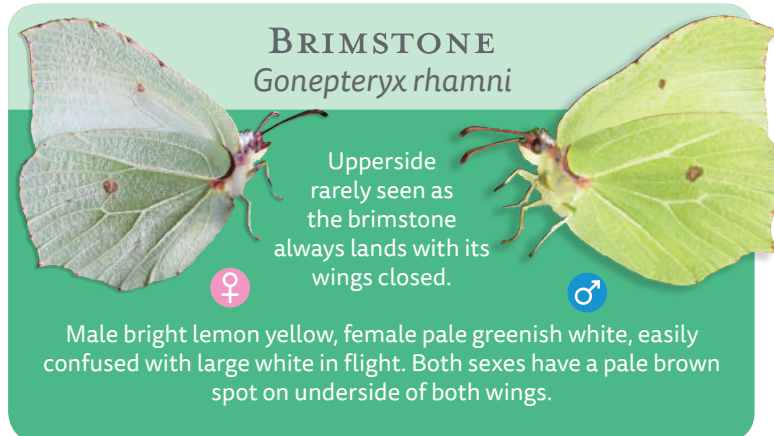 BRIMSTONE
Gonepteryx rhamni
Upperside
rarely seen as
the brimstone
always lands with its
wings closed.
♀
♂
Male bright lemon yellow, female pale greenish white, easily
confused with large white in flight. Both sexes have a pale brown
spot on underside of both wings.